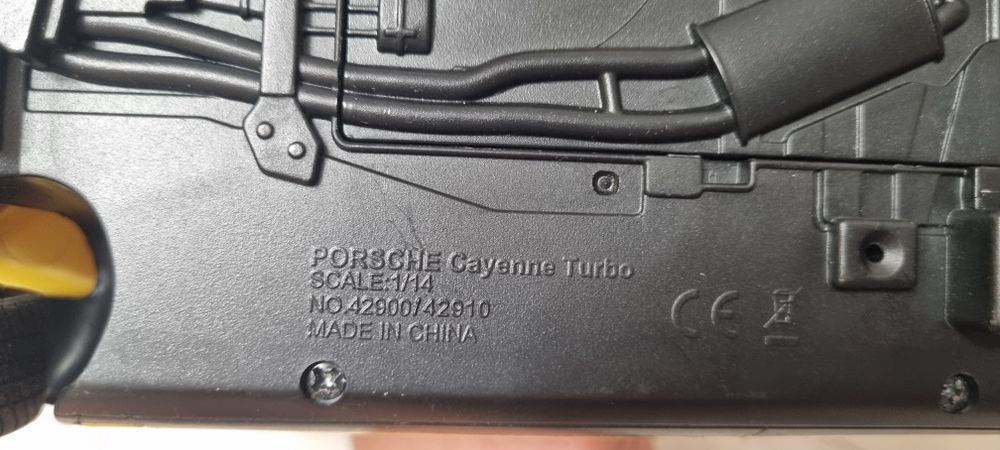 PORSCHE Cayenne Turbo
SCALE:1/14
NO.42900/42910
MADE IN CHINA
CE